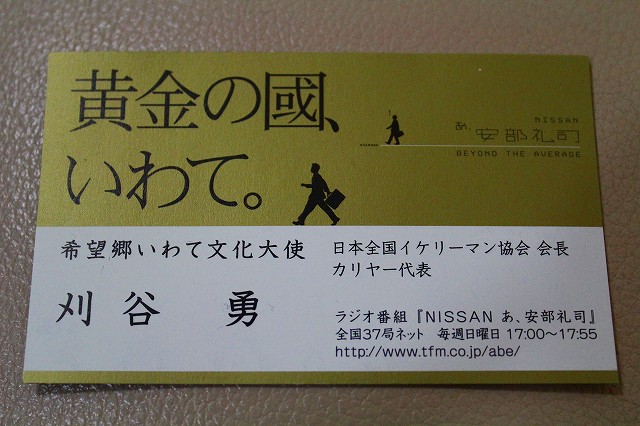 黄金の國、
いわて。
NISSAN
あ、安部礼司
BEYOND THE AVERAGE
希望郷いわて文化大使
刈谷 勇
日本全国イケリーマン協会 会長
カリヤー代表
ラジオ番組『NISSAN あ、安部礼司』
全国37局ネット 毎週日曜日 17:00〜17:55
http://www.tfm.co.jp/abe/